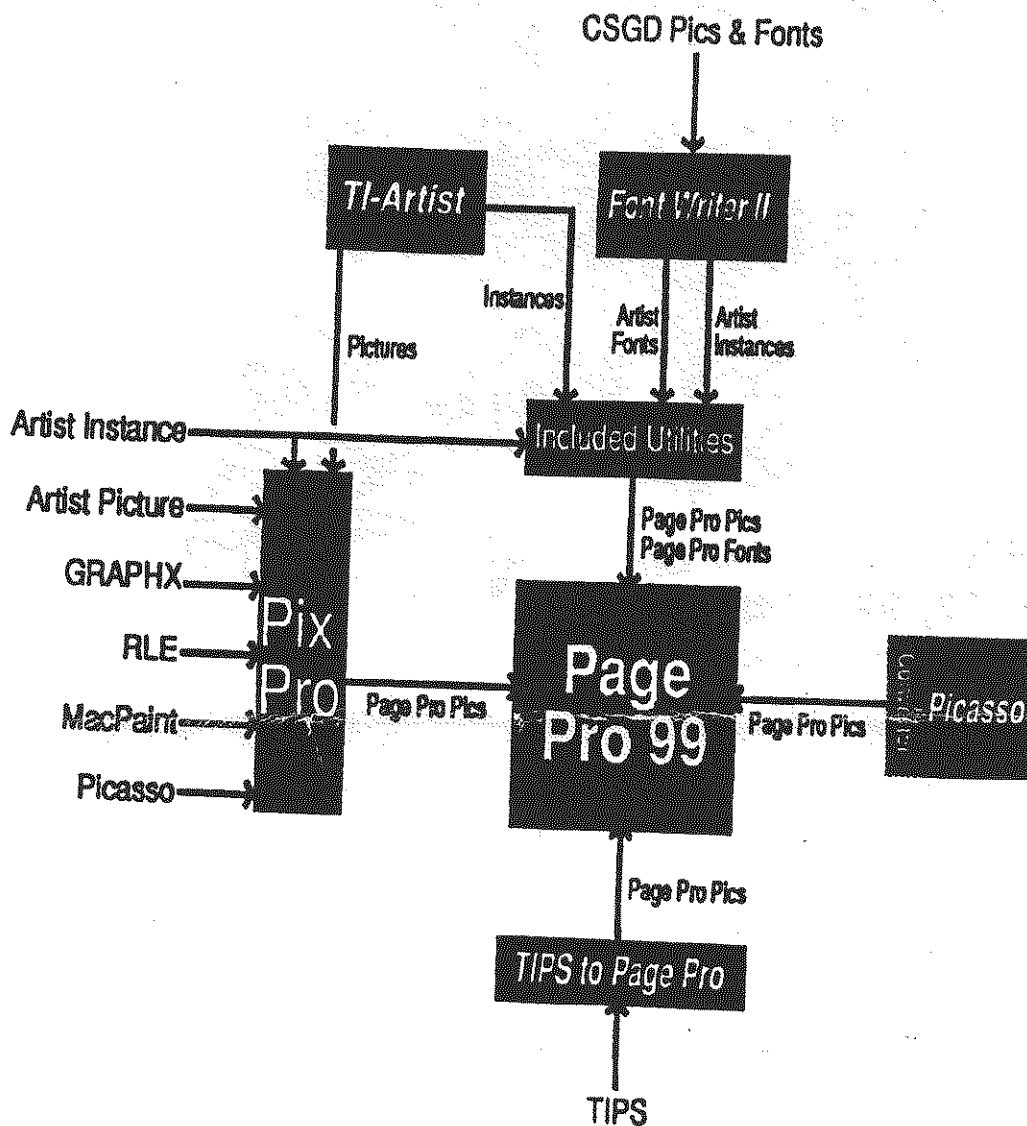 CSGD Pics & Fonts
TI-Artist
Font Writer II
Instances
Artist
Fonts
Artist
Instances
Pictures
Artist Instance
Included Utilities
Artist Picture
Page Pro Pics
Page Pro Fonts
GRAPHX
RLE
MacPaint
Picasso
Pix
Pro
Page Pro Pics
Page
Pro 99
Page Pro Pics
Converter
Picasso
Page Pro Pics
TIPS to Page Pro
TIPS